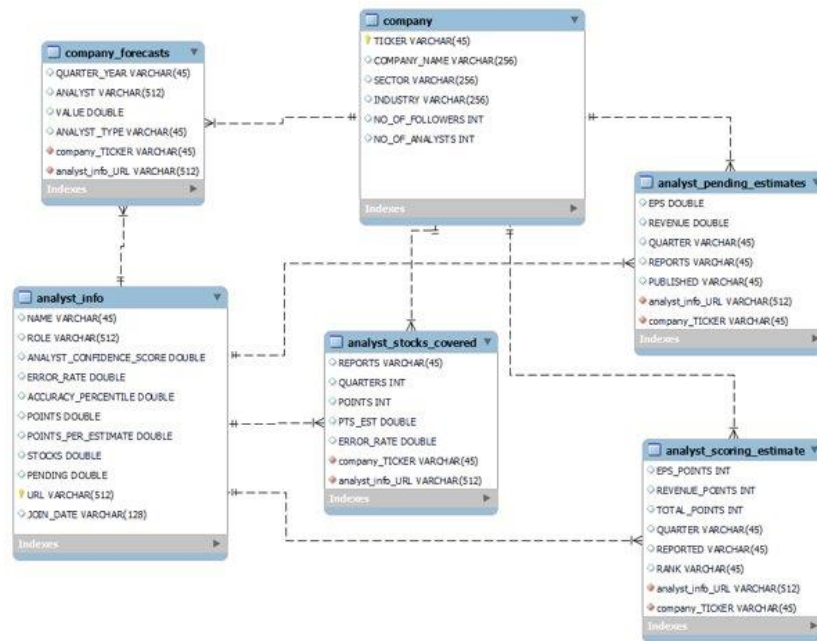 company
TICKER VARCHAR(45)
COMPANY_NAME VARCHAR(256)
SECTOR VARCHAR(256)
INDUSTRY VARCHAR(256)
NO_OF_FOLLOWERS INT
NO_OF_ANALYSTS INT
Indexes
company_forecasts
QUARTER_YEAR VARCHAR(45)
ANALYST VARCHAR(512)
VALUE DOUBLE
ANALYST_TYPE VARCHAR(45)
company_TICKER VARCHAR(45)
analyst_info_URL VARCHAR(512)
Indexes
analyst_pending_estimates
EPS DOUBLE
REVENUE DOUBLE
QUARTER VARCHAR(45)
REPORTS VARCHAR(45)
PUBLISHED VARCHAR(45)
analyst_info_URL VARCHAR(512)
company_TICKER VARCHAR(45)
Indexes
analyst_info
NAME VARCHAR(45)
ROLE VARCHAR(512)
ANALYST_CONFIDENCE_SCORE DOUBLE
ERROR_RATE DOUBLE
ACCURACY_PERCENTILE DOUBLE
POINTS DOUBLE
POINTS_PER_ESTIMATE DOUBLE
STOCKS DOUBLE
PENDING DOUBLE
URL VARCHAR(512)
JOIN_DATE VARCHAR(128)
Indexes
analyst_stocks_covered
REPORTS VARCHAR(45)
QUARTERS INT
POINTS INT
PTS_EST DOUBLE
ERROR_RATE DOUBLE
company_TICKER VARCHAR(45)
analyst_info_URL VARCHAR(512)
Indexes
analyst_scoring_estimate
EPS_POINTS INT
REVENUE_POINTS INT
TOTAL_POINTS INT
QUARTER VARCHAR(45)
REPORTED VARCHAR(45)
RANK VARCHAR(45)
analyst_info_URL VARCHAR(512)
company_TICKER VARCHAR(45)
Indexes